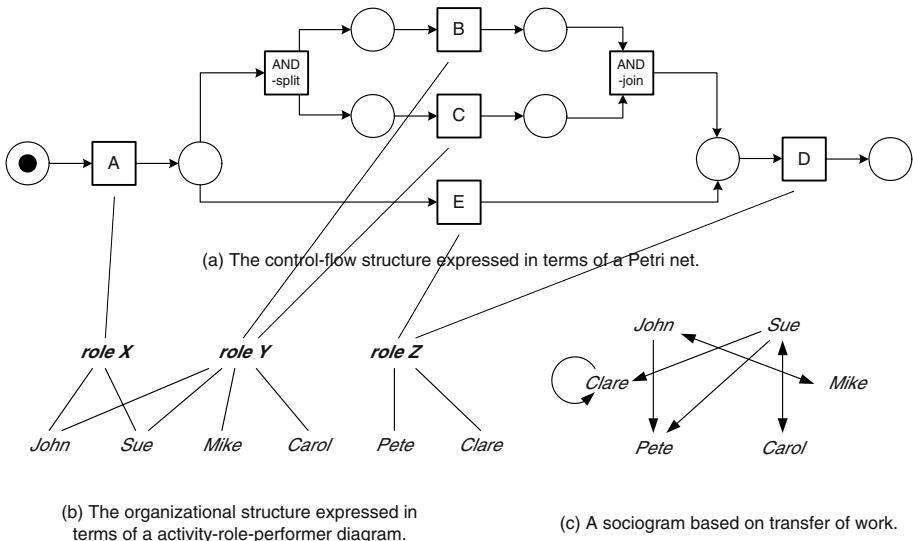 B
AND
-split
AND
-join
C
A
D
E
(a) The control-flow structure expressed in terms of a Petri net.
role X
role Y
role Z
John
Sue
Mike
Carol
Pete
Clare
John
Sue
Clare
Mike
Pete
Carol
(b) The organizational structure expressed in
terms of a activity-role-performer diagram.
(c) A sociogram based on transfer of work.